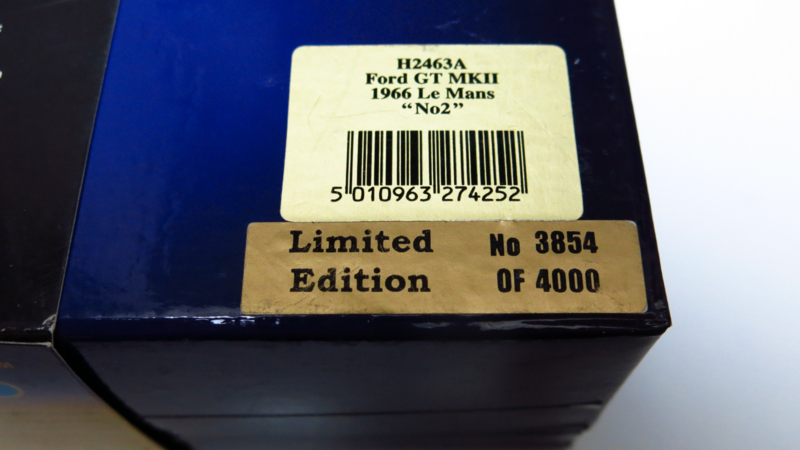 H2463A
Ford GT MKII
1966 Le Mans
“No2”
5 010963 274252
Limited No 3854
Edition OF 4000